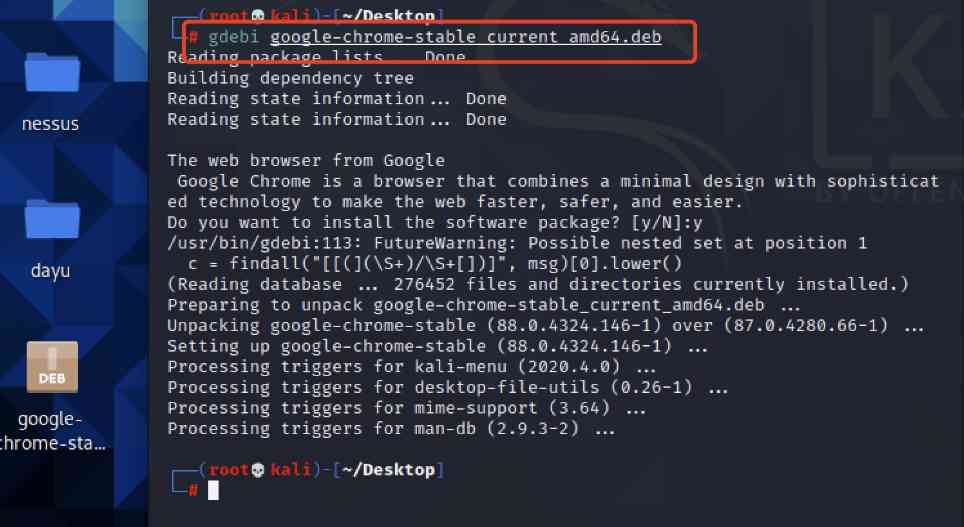 ┌──(root💀kali)-[~/Desktop]
└─# gdebi google-chrome-stable_current_amd64.deb
Reading package lists... Done
Building dependency tree
Reading state information... Done
Reading state information... Done
The web browser from Google
 Google Chrome is a browser that combines a minimal design with sophisticat
ed technology to make the web faster, safer, and easier.
Do you want to install the software package? [y/N]:y
/usr/bin/gdebi:113: FutureWarning: Possible nested set at position 1
  c = findall("[[(](\S+)/\S+[])]", msg)[0].lower()
(Reading database ... 276452 files and directories currently installed.)
Preparing to unpack google-chrome-stable_current_amd64.deb ...
Unpacking google-chrome-stable (88.0.4324.146-1) over (87.0.4280.66-1) ...
Setting up google-chrome-stable (88.0.4324.146-1) ...
Processing triggers for kali-menu (2020.4.0) ...
Processing triggers for desktop-file-utils (0.26-1) ...
Processing triggers for mime-support (3.64) ...
Processing triggers for man-db (2.9.3-2) ...
┌──(root💀kali)-[~/Desktop]
└─#
nessus
dayu
DEB
google-
chrome-sta...
K
BY OFFEN